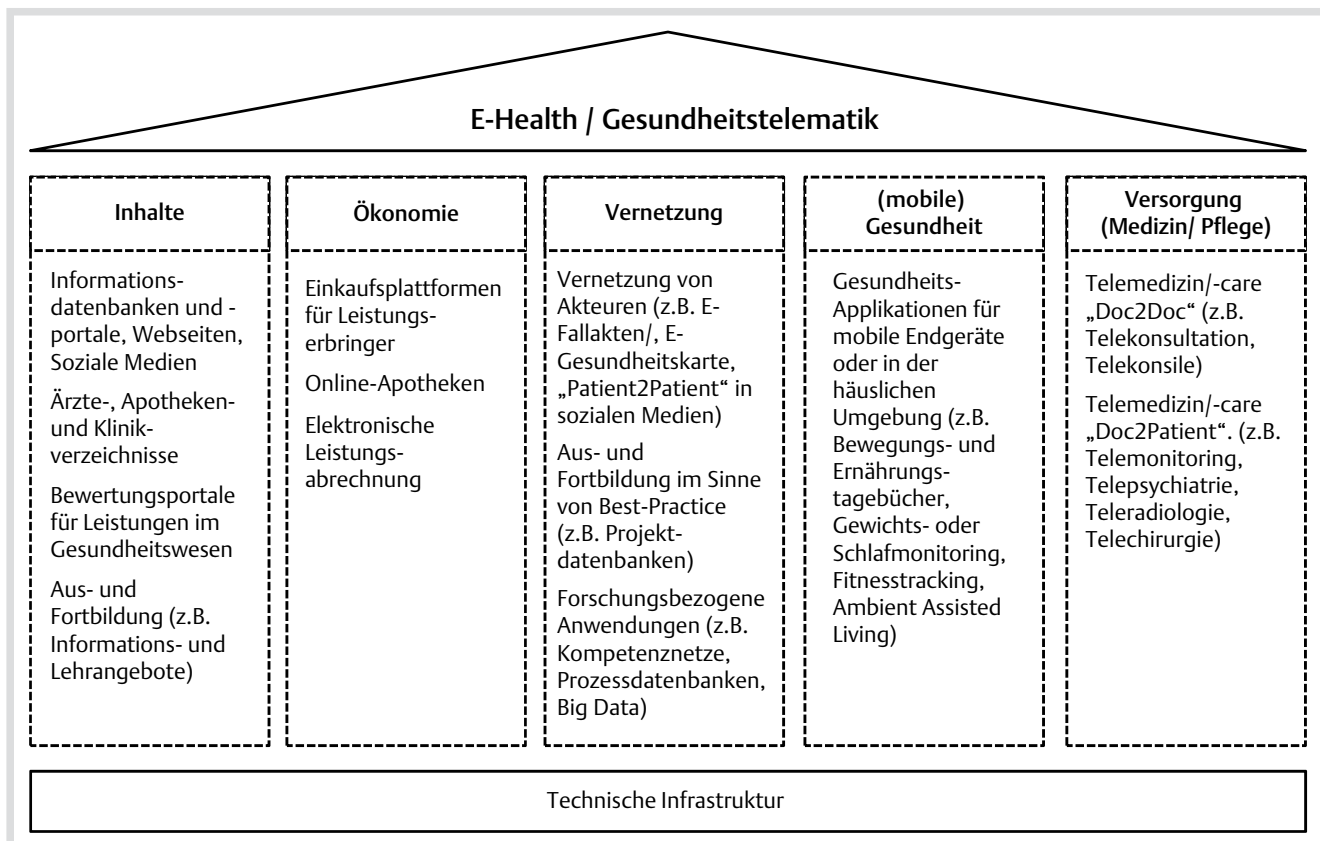 E-Health / Gesundheitstelematik
Inhalte
Informations-
datenbanken und -
portale, Webseiten,
Soziale Medien
Ärzte-, Apotheken-
und Klinik-
verzeichnisse
Bewertungsportale
für Leistungen im
Gesundheitswesen
Aus- und
Fortbildung (z.B.
Informations- und
Lehrangebote)
Ökonomie
Einkaufsplattformen
für Leistungs-
erbringer
Online-Apotheken
Elektronische
Leistungs-
abrechnung
Vernetzung
Vernetzung von
Akteuren (z.B. E-
Fallakten/, E-
Gesundheitskarte,
„Patient2Patient“ in
sozialen Medien)
Aus- und
Fortbildung im Sinne
von Best-Practice
(z.B. Projekt-
datenbanken)
Forschungsbezogene
Anwendungen (z.B.
Kompetenznetze,
Prozessdatenbanken,
Big Data)
(mobile)
Gesundheit
Gesundheits-
Applikationen für
mobile Endgeräte
oder in der
häuslichen
Umgebung (z.B.
Bewegungs- und
Ernährungs-
tagebücher,
Gewichts- oder
Schlafmonitoring,
Fitnesstracking,
Ambient Assisted
Living)
Versorgung
(Medizin/ Pflege)
Telemedizin/-care
„Doc2Doc“ (z.B.
Telekonsultation,
Telekonsile)
Telemedizin/-care
„Doc2Patient“. (z.B.
Telemonitoring,
Telepsychiatrie,
Teleradiologie,
Telechirurgie)
Technische Infrastruktur